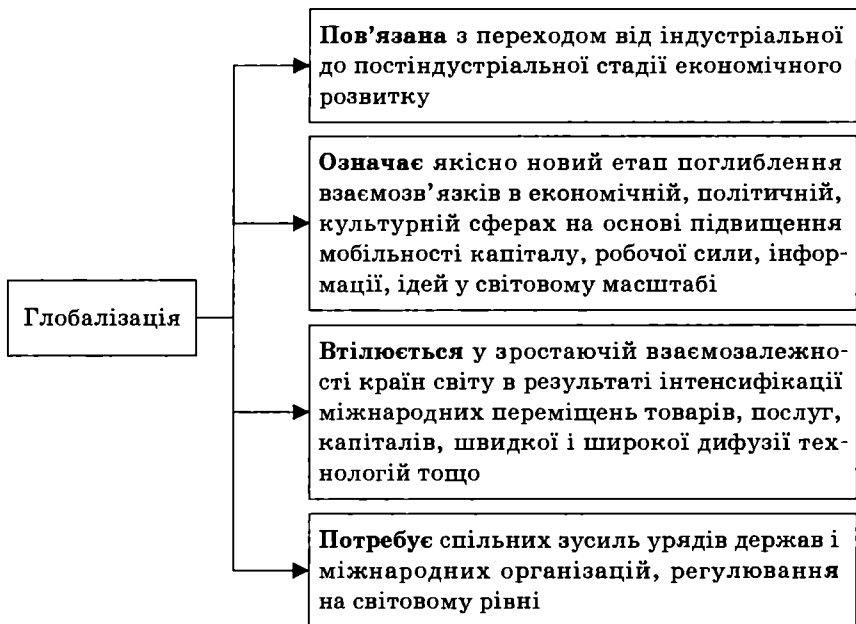 Пов’язана з переходом від індустріальної
до постіндустріальної стадії економічного
розвитку
Означає якісно новий етап поглиблення
взаємозв’язків в економічній, політичній,
культурній сферах на основі підвищення
мобільності капіталу, робочої сили, інфор-
мації, ідей у світовому масштабі
Глобалізація
Втілюється у зростаючій взаємозалежно-
сті країн світу в результаті інтенсифікації
міжнародних переміщень товарів, послуг,
капіталів, швидкої і широкої дифузії тех-
нологій тощо
Потребує спільних зусиль урядів держав і
міжнародних організацій, регулювання
на світовому рівні